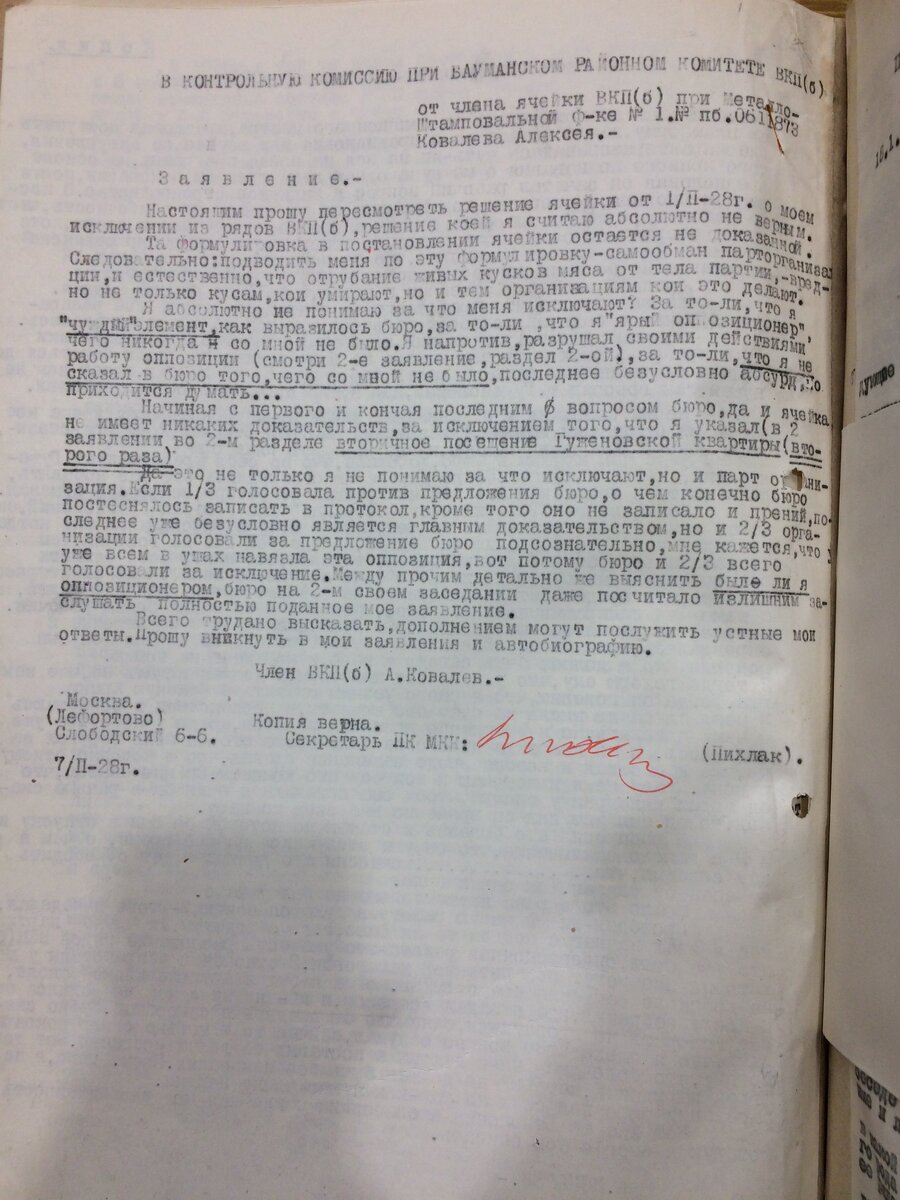 В КОНТРОЛЬНУЮ КОМИССИЮ ПРИ БАУМАНСКОМ РАЙОННОМ КОМИТЕТЕ ВКП(б)
от члена ячейки ВКП(б) при Металло-
Штамповальной ф-ке № 1.№ пб.0611873
Ковалева Алексея.-
Заявление.-
Настоящим прошу пересмотреть решение ячейки от 1/П-28г. о моем
исключении из рядов ВКП(б),решение коей я считаю абсолютно не верным.
Та формулировка в постановлении ячейки остается не доказанной.
Следовательно:подводить меня по эту формулировку-самообман парторганизаа
ции,и естественно,что отрубание живых кусков мяса от тела партии,-вред-
но не только кусам,кои умирают,но и тем организациям кои это делают.
Я абсолютно не понимаю за что меня исключают? За то-ли,что я
"чуждый"элемент,как выразилось бюро,за то-ли ,что я"ярый оппозиционер"
чего никогда со мной не было.Я напротив,разрушал своими действиями
работу оппозиции (смотри 2-е заявление,раздел 2-ой),за то-ли,что я не
сказал в бюро того,чего со мной не было,последнее безусловно абсурд,но
приходится думать...
Начиная с первого и кончая последним вопросом бюро,да и ячейка
не имеет никаких доказательств,за исключением того,что я указал(в 2
заявлении во 2-м разделе вторичное посещение Гуженовской квартиры(вто-
рого раза)
Да это не только я не понимаю за что исключают,но и парт органи-
зация.Если 1/3 голосовала против предложения бюро,о чем конечно бюро
постеснялось записать в протокол,кроме того оно не записало и прений,по-
следнее уже безусловно является главным доказательством,но и 2/3 орга-
низации голосовали за предложение бюро подсознательно,мне кажется,что у
уже всем в ушах навязла эта оппозиция,вот потому бюро и 2/3 всего
голосовали за исключение.Между прочим детально же выяснить было ли я
оппозиционером,бюро на 2-м своем заседании даже посчитало излишним за-
слушать полностью поданное мое заявление.
Всего трудано высказать,дополнением могут послужить устные мои
ответы.Прошу вникнуть в мои заявления и автобиографию.
Член ВКП(б) А.Ковалев.-
Москва.
(Лефортово)
Слободский 6-6.
7/П-28г.
Копия верна.
Секретарь ПК МКК:
(Пихлак).